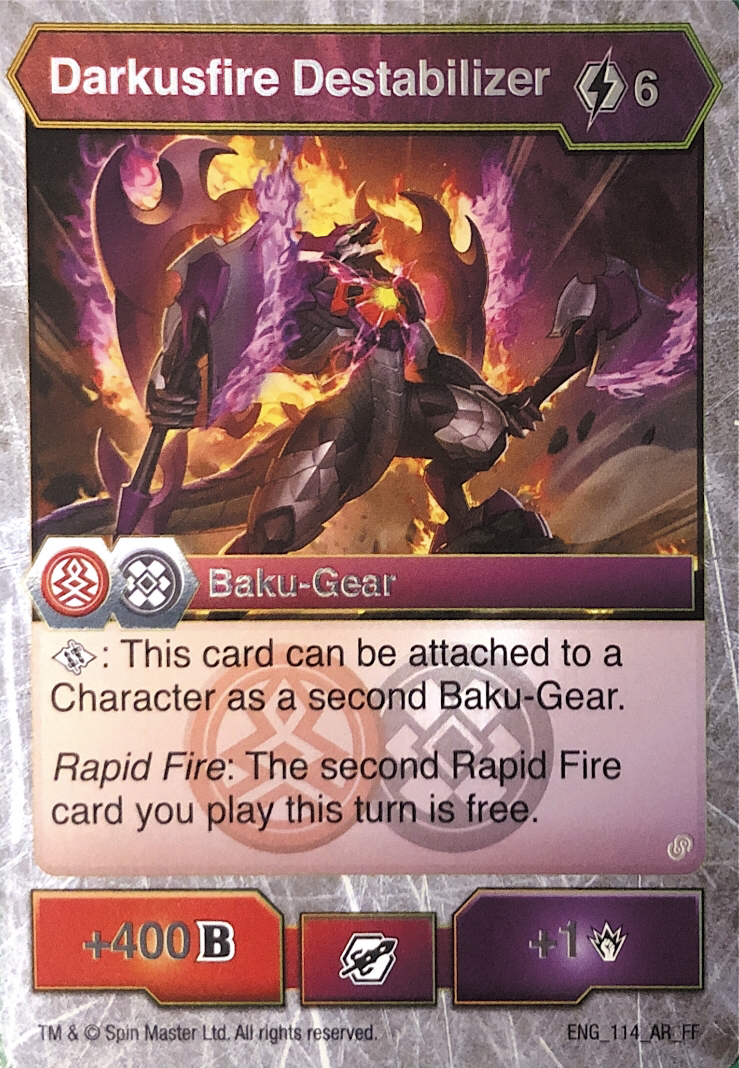 Darkusfire Destabilizer 6
Baku-Gear
: This card can be attached to a
Character as a second Baku-Gear.
Rapid Fire: The second Rapid Fire
card you play this turn is free.
+400 B
+1
TM & © Spin Master Ltd. All rights reserved.
ENG_114_AR_FF